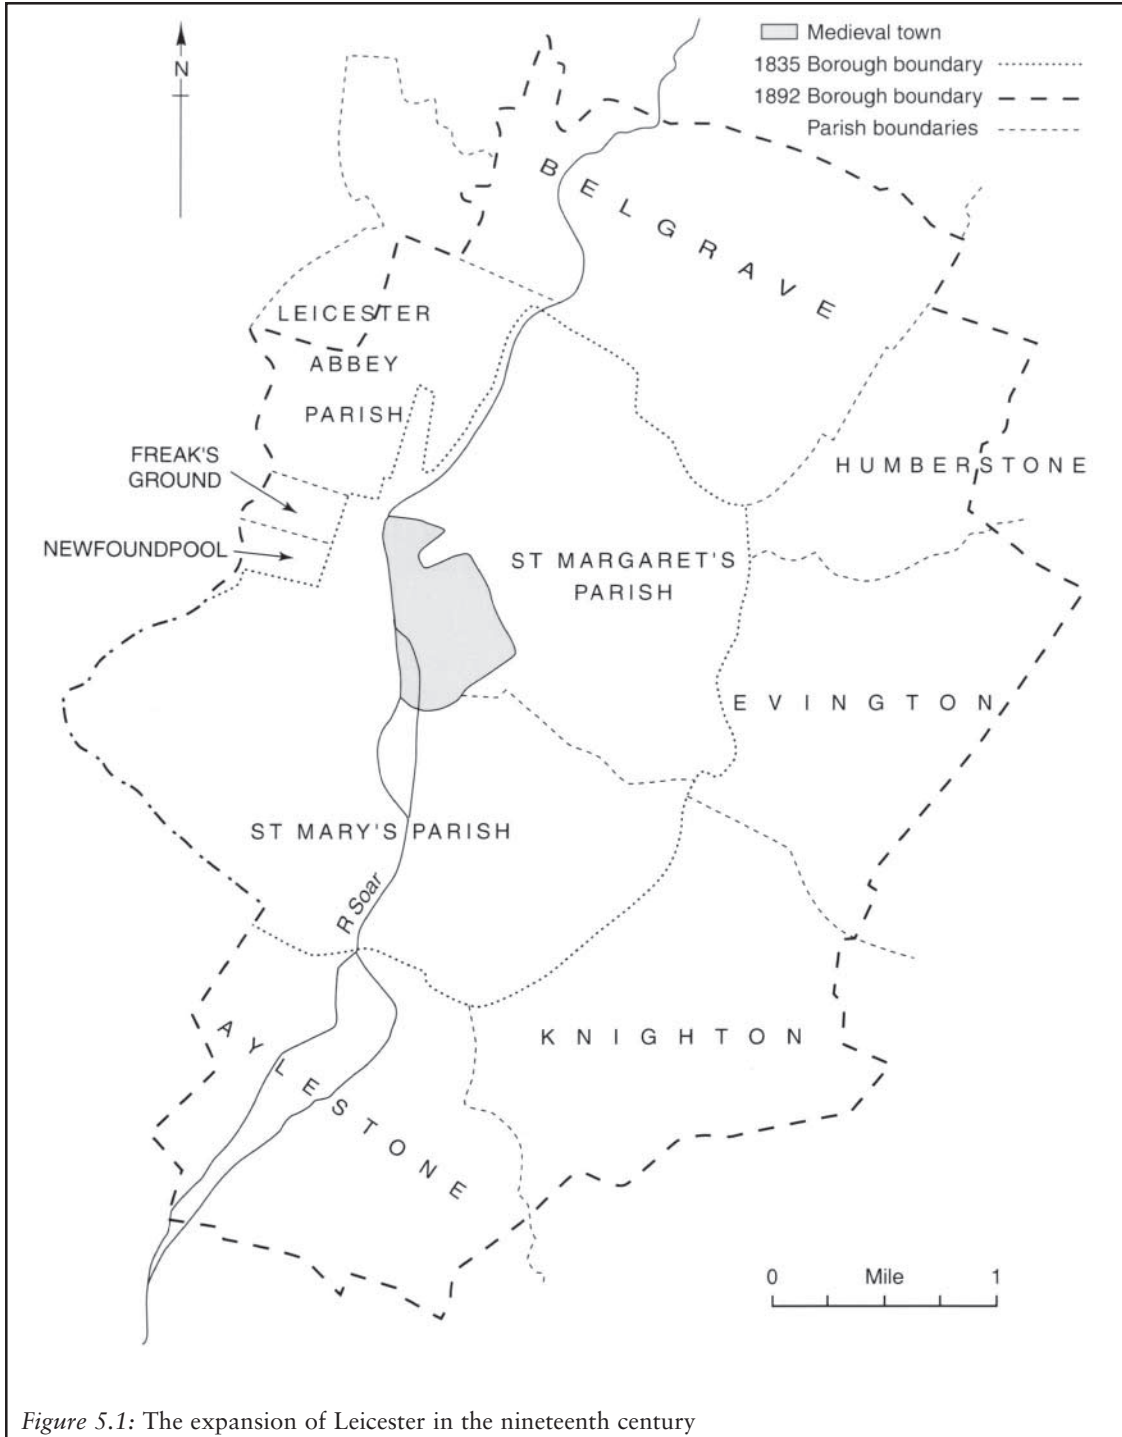 N
Medieval town
1835 Borough boundary
1892 Borough boundary
Parish boundaries
BELGRAVE
LEICESTER
ABBEY
PARISH
FREAK'S
GROUND
NEWFOUNDPOOL
HUMBERSTONE
ST MARGARET'S
PARISH
EVINGTON
ST MARY'S PARISH
R Soar
KNIGHTON
AYLESTONE
0 Mile 1
Figure 5.1: The expansion of Leicester in the nineteenth century